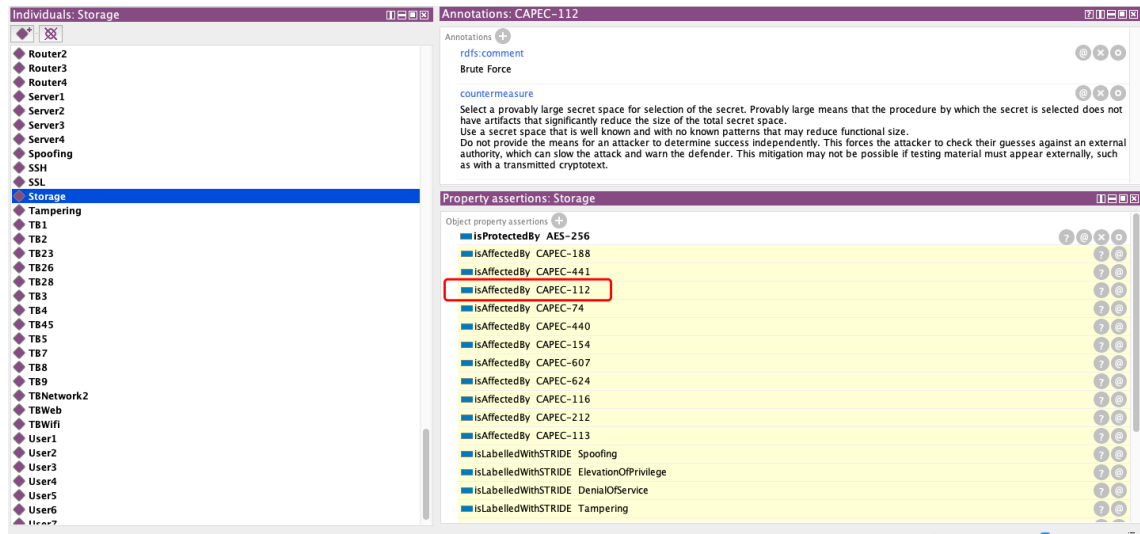 Individuals: Storage
Router2
Router3
Router4
Server1
Server2
Server3
Server4
Spoofing
SSH
SSL
Storage
Tampering
TB1
TB2
TB23
TB26
TB28
TB3
TB4
TB45
TB5
TB7
TB8
TB9
TBNetwork2
TBWeb
TBWifi
User1
User2
User3
User4
User5
User6
User7
Annotations: CAPEC-112
Annotations
rdfs:comment
Brute Force
countermeasure
Select a provably large secret space for selection of the secret. Provably large means that the procedure by which the secret is selected does not
have artifacts that significantly reduce the size of the total secret space.
Use a secret space that is well known and with no known patterns that may reduce functional size.
Do not provide the means for an attacker to determine success independently. This forces the attacker to check their guesses against an external
authority, which can slow the attack and warn the defender. This mitigation may not be possible if testing material must appear externally, such
as with a transmitted cryptotext.
Property assertions: Storage
Object property assertions
isProtectedBy AES-256
isAffectedBy CAPEC-188
isAffectedBy CAPEC-441
isAffectedBy CAPEC-112
isAffectedBy CAPEC-74
isAffectedBy CAPEC-440
isAffectedBy CAPEC-154
isAffectedBy CAPEC-607
isAffectedBy CAPEC-624
isAffectedBy CAPEC-116
isAffectedBy CAPEC-212
isAffectedBy CAPEC-113
isLabelledWithSTRIDE Spoofing
isLabelledWithSTRIDE ElevationOfPrivilege
isLabelledWithSTRIDE DenialOfService
isLabelledWithSTRIDE Tampering